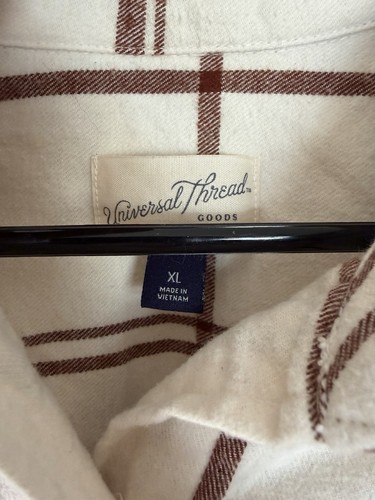 Universal Thread™
GOODS
XL
MADE IN
VIETNAM